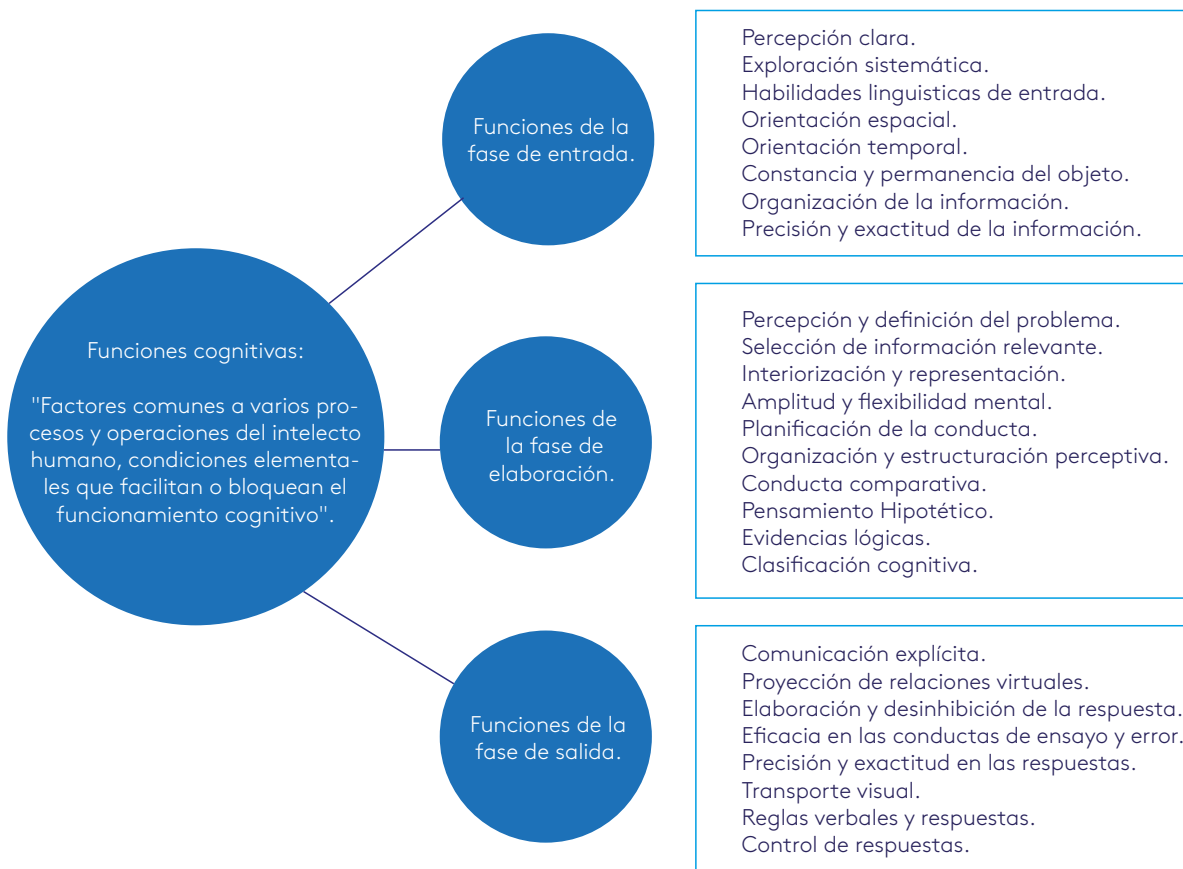 Funciones cognitivas:
"Factores comunes a varios pro-
cesos y operaciones del intelecto
humano, condiciones elementa-
les que facilitan o bloquean el
funcionamiento cognitivo".
Funciones de la
fase de entrada.
Percepción clara.
Exploración sistemática.
Habilidades linguisticas de entrada.
Orientación espacial.
Orientación temporal.
Constancia y permanencia del objeto.
Organización de la información.
Precisión y exactitud de la información.
Funciones de
la fase de
elaboración.
Percepción y definición del problema.
Selección de información relevante.
Interiorización y representación.
Amplitud y flexibilidad mental.
Planificación de la conducta.
Organización y estructuración perceptiva.
Conducta comparativa.
Pensamiento Hipotético.
Evidencias lógicas.
Clasificación cognitiva.
Funciones de la
fase de salida.
Comunicación explícita.
Proyección de relaciones virtuales.
Elaboración y desinhibición de la respuesta.
Eficacia en las conductas de ensayo y error.
Precisión y exactitud en las respuestas.
Transporte visual.
Reglas verbales y respuestas.
Control de respuestas.